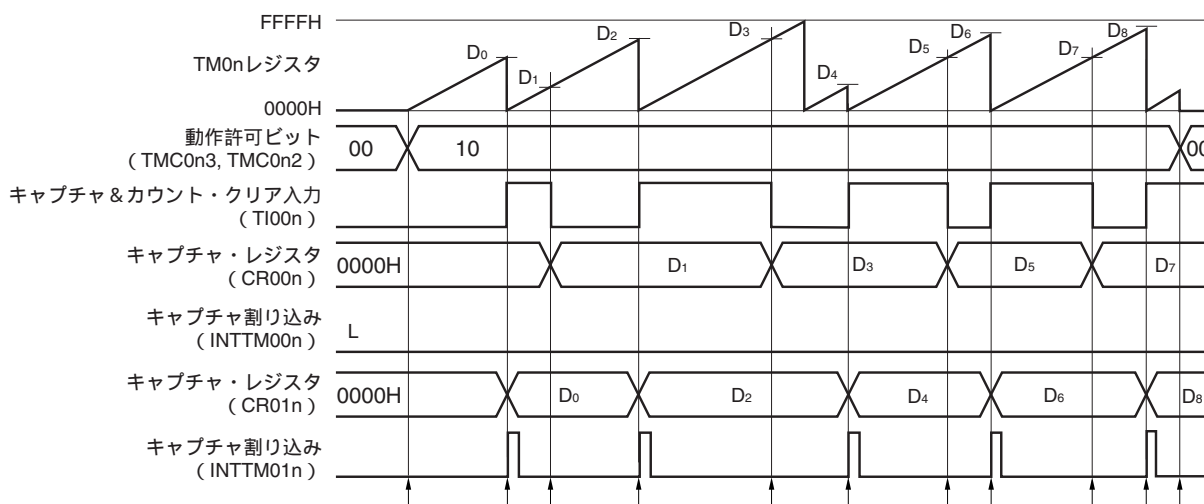 FFFFH
TM0nレジスタ
0000H
D0
D1
D2
D3
D4
D5
D6
D7
D8
動作許可ビット
（TMC0n3, TMC0n2）
00
10
00
キャプチャ＆カウント・クリア入力
（TI00n）
キャプチャ・レジスタ
（CR00n）
0000H
D1
D3
D5
D7
キャプチャ割り込み
（INTTM00n）
L
キャプチャ・レジスタ
（CR01n）
0000H
D0
D2
D4
D6
D8
キャプチャ割り込み
（INTTM01n）